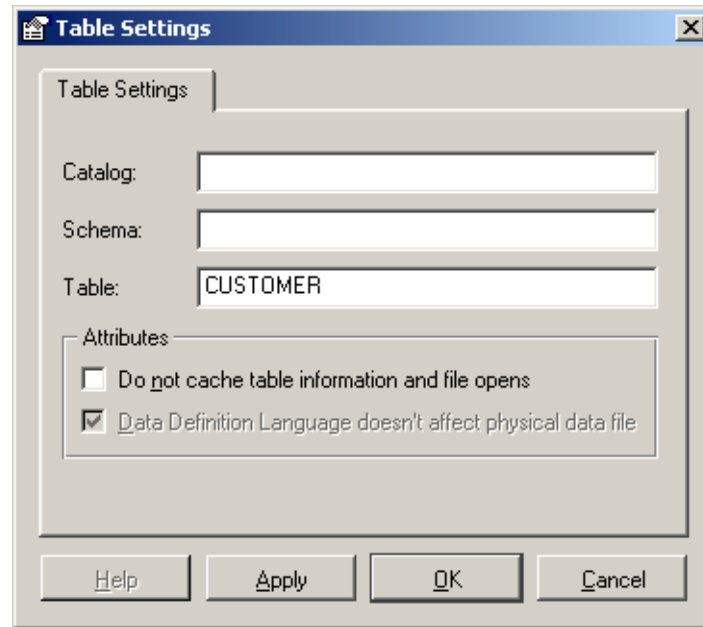 Table Settings
Table Settings
Catalog:
Schema:
Table: CUSTOMER
Attributes
Do not cache table information and file opens
Data Definition Language doesn't affect physical data file
Help Apply OK Cancel